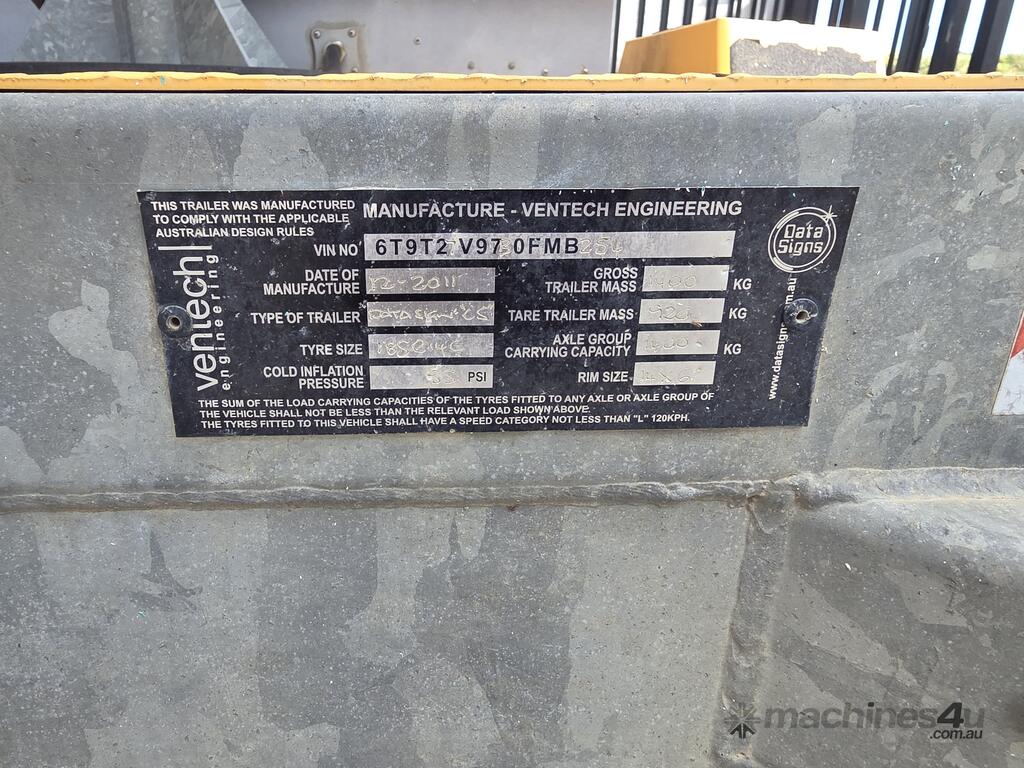 THIS TRAILER WAS MANUFACTURED
TO COMPLY WITH THE APPLICABLE
AUSTRALIAN DESIGN RULES
MANUFACTURE - VENTECH ENGINEERING
VIN NO 6T9T2 V97 0FMB
DATE OF MANUFACTURE 12-2011
GROSS TRAILER MASS 1400 KG
TYPE OF TRAILER
TARE TRAILER MASS KG
TYRE SIZE
AXLE GROUP CARRYING CAPACITY KG
COLD INFLATION PRESSURE PSI
RIM SIZE
THE SUM OF THE LOAD CARRYING CAPACITIES OF THE TYRES FITTED TO ANY AXLE OR AXLE GROUP OF
THE VEHICLE SHALL NOT BE LESS THAN THE RELEVANT LOAD SHOWN ABOVE.
THE TYRES FITTED TO THIS VEHICLE SHALL HAVE A SPEED CATEGORY NOT LESS THAN "L" 120KPH.
ventech
engineering
Data
Signs
machines4u
.com.au